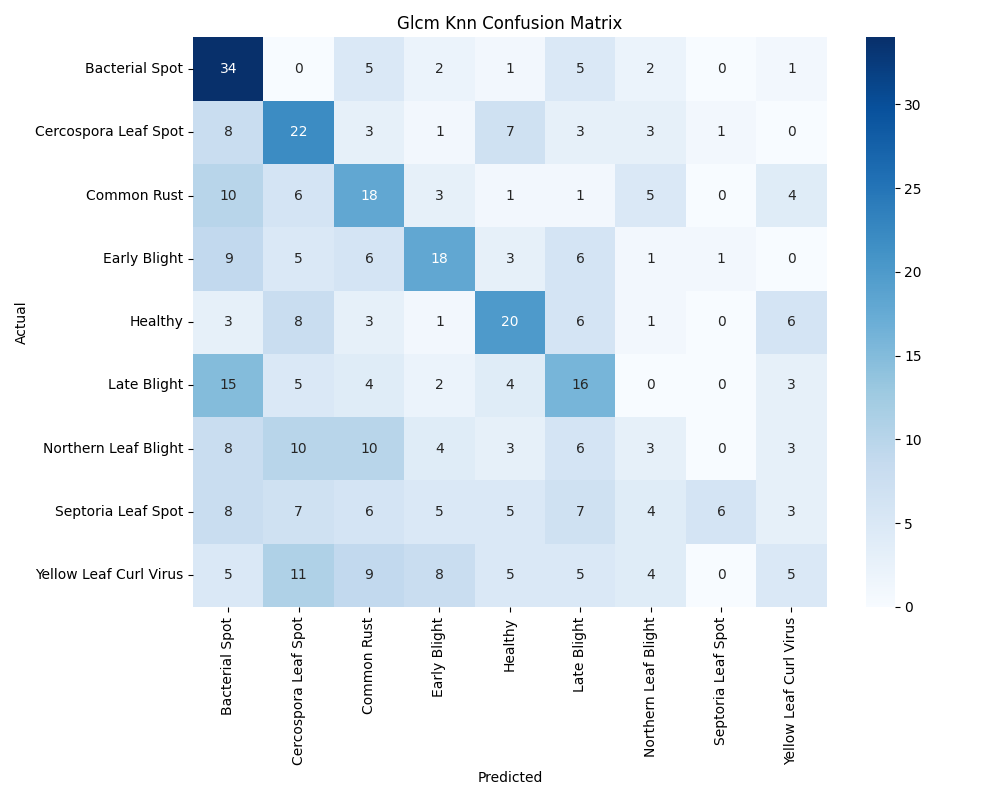 Glcm Knn Confusion Matrix
Actual
Bacterial Spot 34 0 5 2 1 5 2 0 1
Cercospora Leaf Spot 8 22 3 1 7 3 3 1 0
Common Rust 10 6 18 3 1 1 5 0 4
Early Blight 9 5 6 18 3 6 1 1 0
Healthy 3 8 3 1 20 6 1 0 6
Late Blight 15 5 4 2 4 16 0 0 3
Northern Leaf Blight 8 10 10 4 3 6 3 0 3
Septoria Leaf Spot 8 7 6 5 5 7 4 6 3
Yellow Leaf Curl Virus 5 11 9 8 5 5 4 0 5
Bacterial Spot
Cercospora Leaf Spot
Common Rust
Early Blight
Healthy
Late Blight
Northern Leaf Blight
Septoria Leaf Spot
Yellow Leaf Curl Virus
Predicted
30
25
20
15
10
5
0